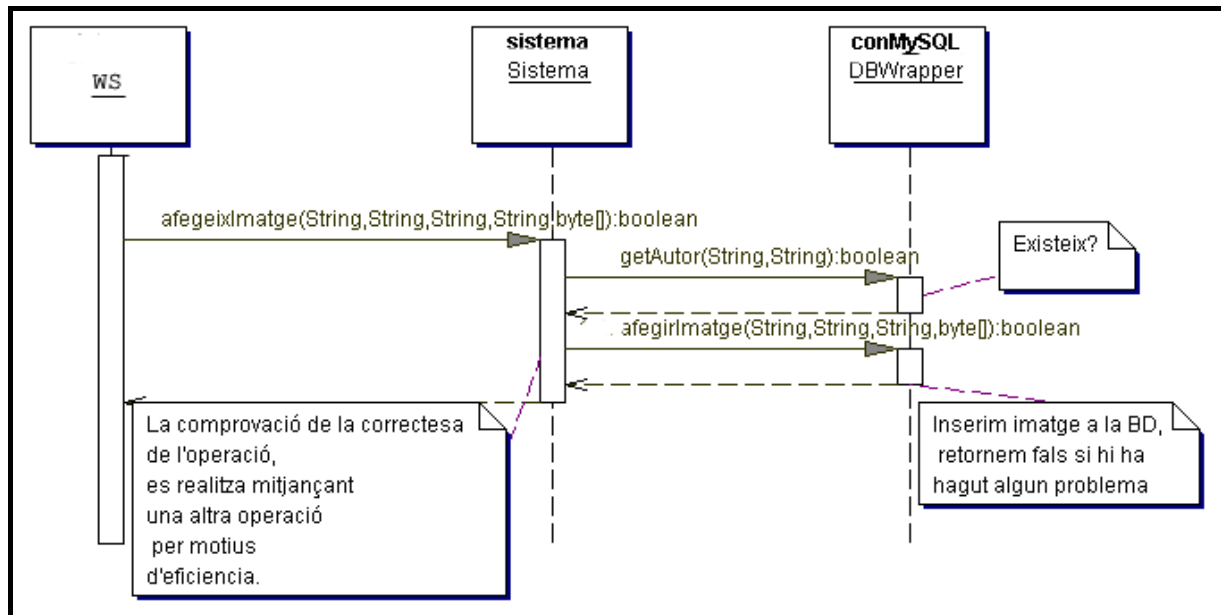 WS
sistema
Sistema
conMySQL
DBWrapper
afegeixImatge(String,String,String,String,byte[]):boolean
getAutor(String,String):boolean
Existeix?
afegirImatge(String,String,String,byte[]):boolean
La comprovació de la correctesa
de l'operació,
es realitza mitjançant
una altra operació
per motius
d'eficiencia.
Inserim imatge a la BD,
retornem fals si hi ha
hagut algun problema